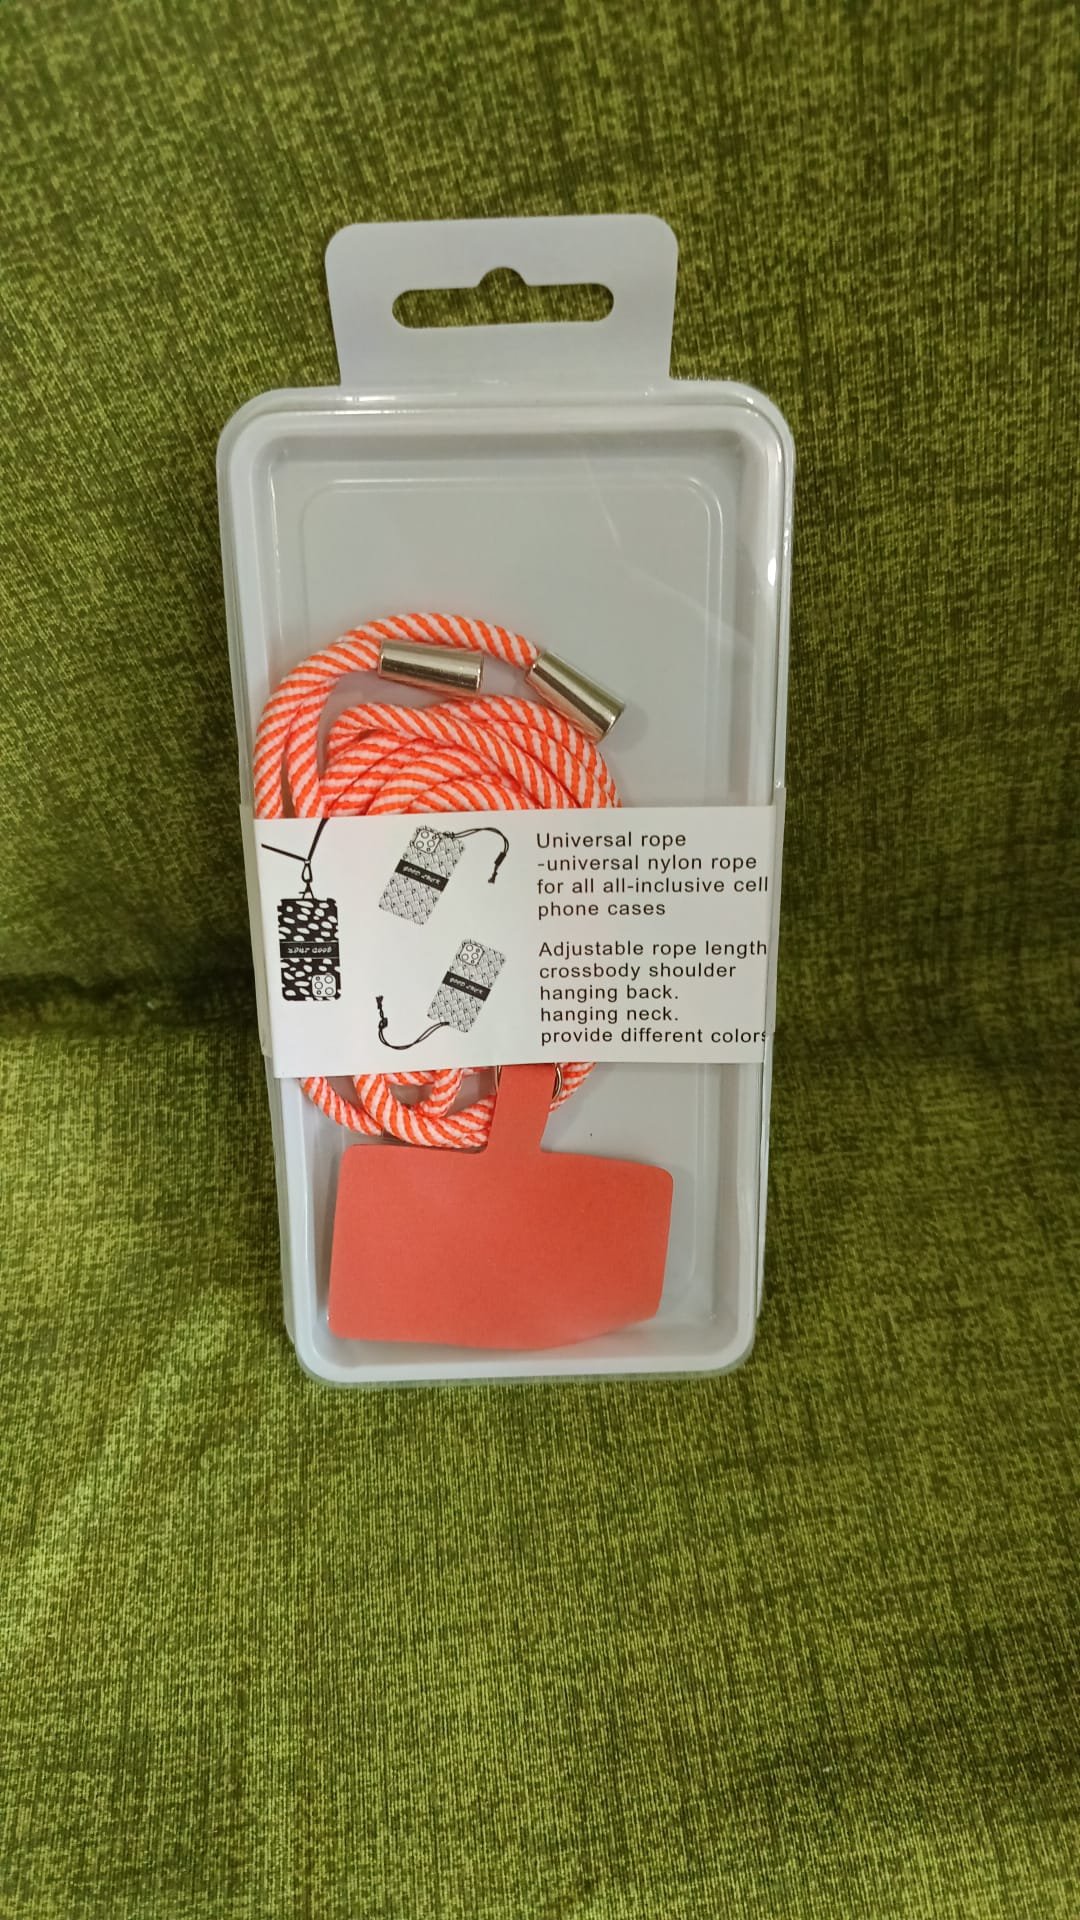 Universal rope
-universal nylon rope
for all all-inclusive cell
phone cases
Adjustable rope length
crossbody shoulder
hanging back.
hanging neck.
provide different colors